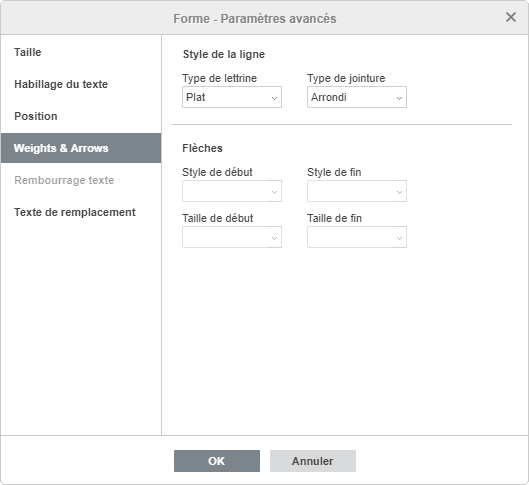 Forme - Paramètres avancés
Taille
Habillage du texte
Position
Weights & Arrows
Rembourrage texte
Texte de remplacement
Style de la ligne
Type de lettrine Type de jointure
Plat Arrondi
Flèches
Style de début Style de fin
Taille de début Taille de fin
OK Annuler